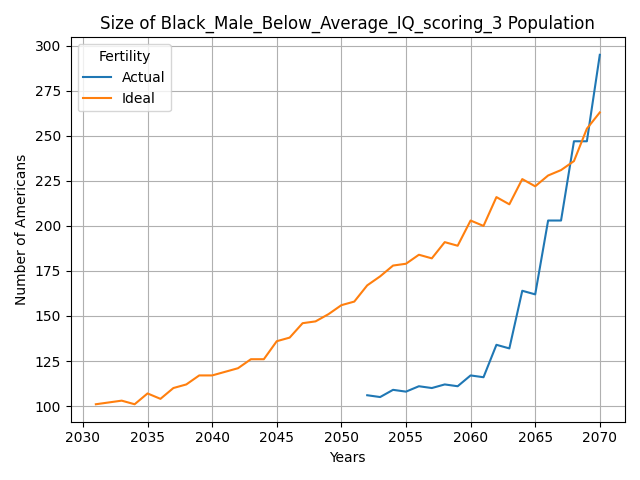 Size of Black_Male_Below_Average_IQ_scoring_3 Population
Fertility
Actual
Ideal
Number of Americans
300
275
250
225
200
175
150
125
100
2030 2035 2040 2045 2050 2055 2060 2065 2070
Years